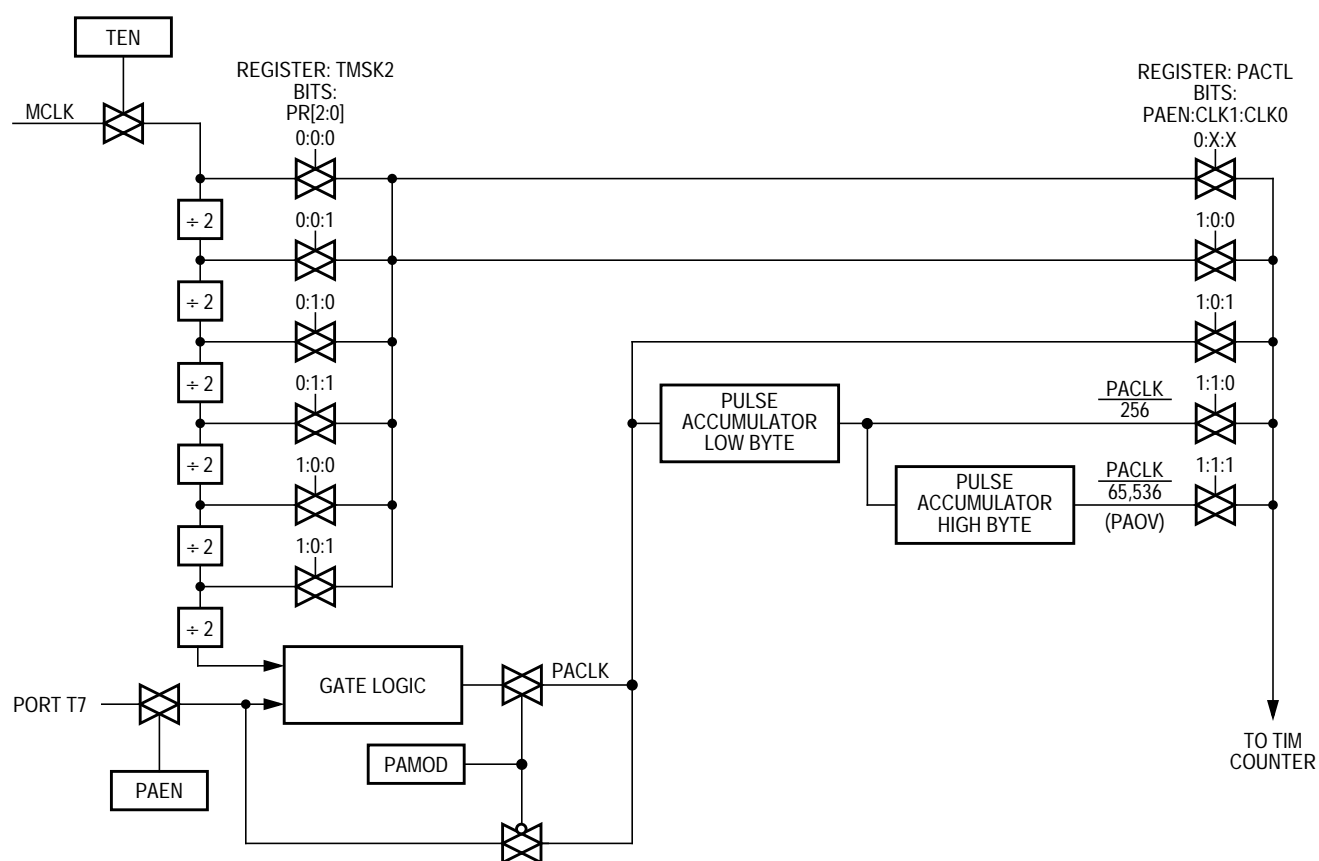 TEN
REGISTER: TMSK2
BITS:
PR[2:0]
REGISTER: PACTL
BITS:
PAEN:CLK1:CLK0
MCLK
0:0:0
0:X:X
÷ 2
0:0:1
1:0:0
÷ 2
0:1:0
1:0:1
÷ 2
0:1:1
PULSE
ACCUMULATOR
LOW BYTE
PACLK
256
1:1:0
÷ 2
1:0:0
PULSE
ACCUMULATOR
HIGH BYTE
PACLK
65,536
(PAOV)
1:1:1
÷ 2
1:0:1
÷ 2
GATE LOGIC
PACLK
PORT T7
PAMOD
PAEN
TO TIM
COUNTER